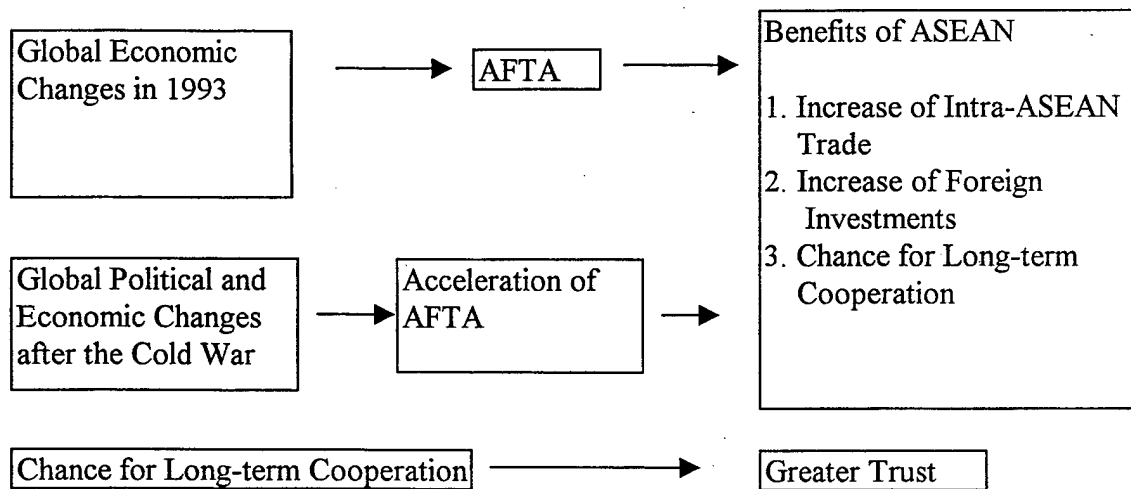 Global Economic
Changes in 1993
AFTA
Benefits of ASEAN
1. Increase of Intra-ASEAN
Trade
2. Increase of Foreign
Investments
3. Chance for Long-term
Cooperation
Global Political and
Economic Changes
after the Cold War
Acceleration of
AFTA
Chance for Long-term Cooperation
Greater Trust